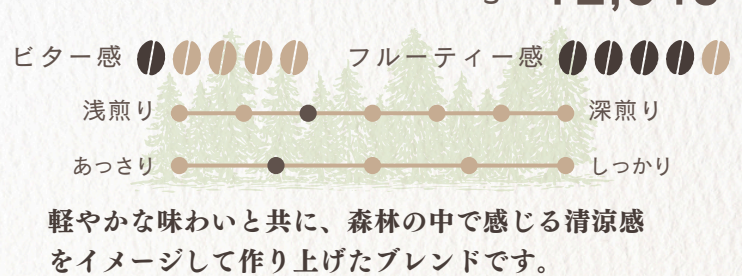 ビター感 フルーティー感
浅煎り 深煎り
あっさり しっかり
軽やかな味わいと共に、森林の中で感じる清涼感
をイメージして作り上げたブレンドです。